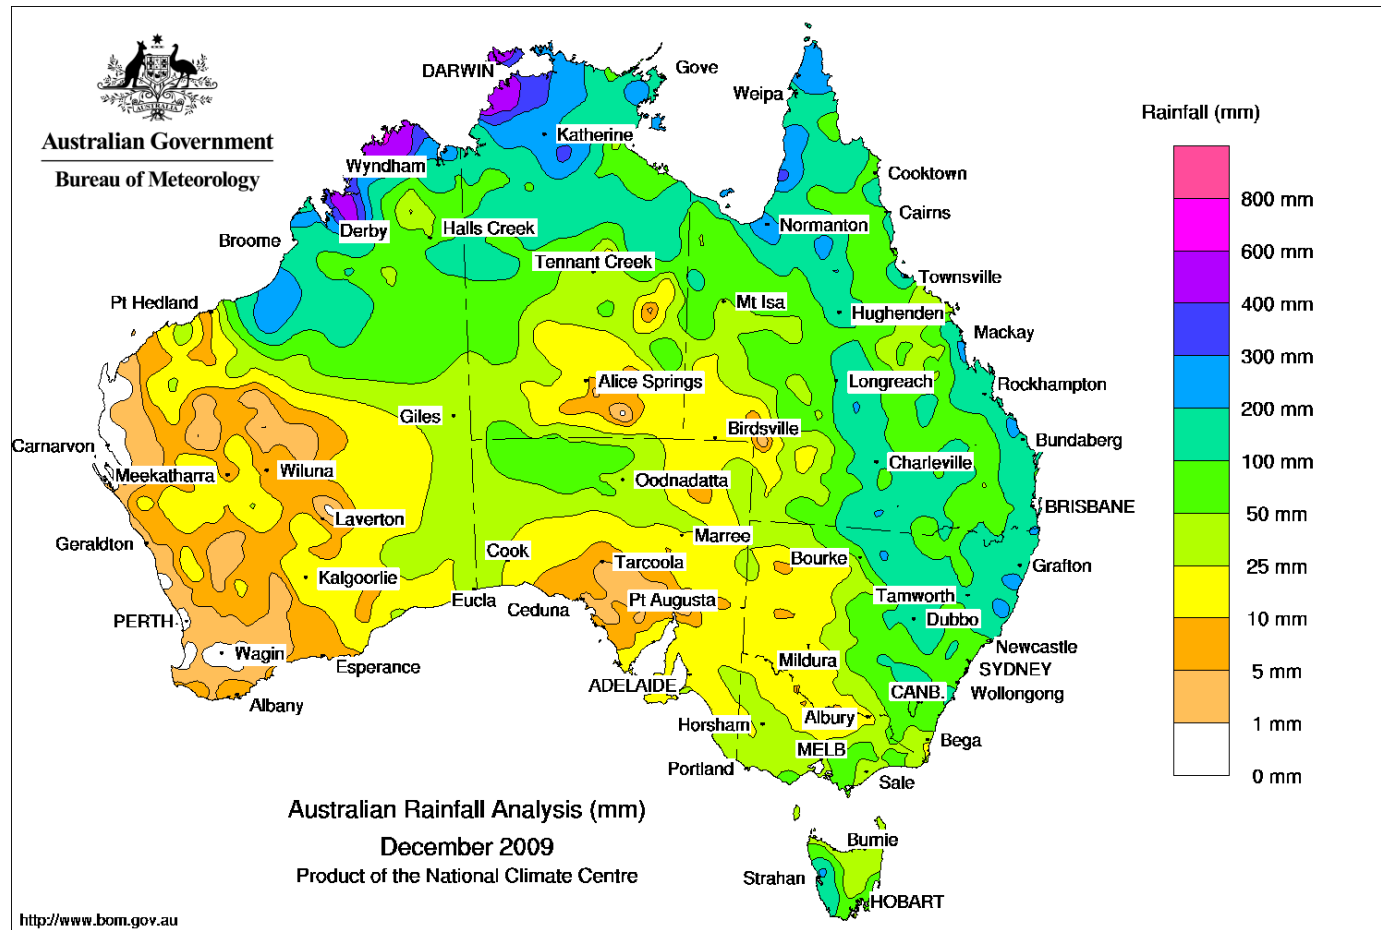 AUSTRALIA
Australian Government
Bureau of Meteorology
DARWIN
Gove
Weipa
Katherine
Wyndham
Cooktown
Cairns
Derby
Halls Creek
Normanton
Broome
Tennant Creek
Townsville
Pt Hedland
Mt Isa
Hughenden
Mackay
Alice Springs
Longreach
Rockhampton
Giles
Birdsville
Bundaberg
Carnarvon
Meekatharra
Wiluna
Charleville
Oodnadatta
Laverton
BRISBANE
Geraldton
Marree
Cook
Tarcoola
Bourke
Grafton
Kalgoorlie
Eucla
Ceduna
Pt Augusta
Tamworth
PERTH
Dubbo
Wagin
Esperance
Mildura
Newcastle
SYDNEY
ADELAIDE
CANB.
Wollongong
Albany
Horsham
Albury
Bega
MELB
Portland
Sale
Burnie
Strahan
HOBART
Rainfall (mm)
800 mm
600 mm
400 mm
300 mm
200 mm
100 mm
50 mm
25 mm
10 mm
5 mm
1 mm
0 mm
Australian Rainfall Analysis (mm)
December 2009
Product of the National Climate Centre
http://www.bom.gov.au